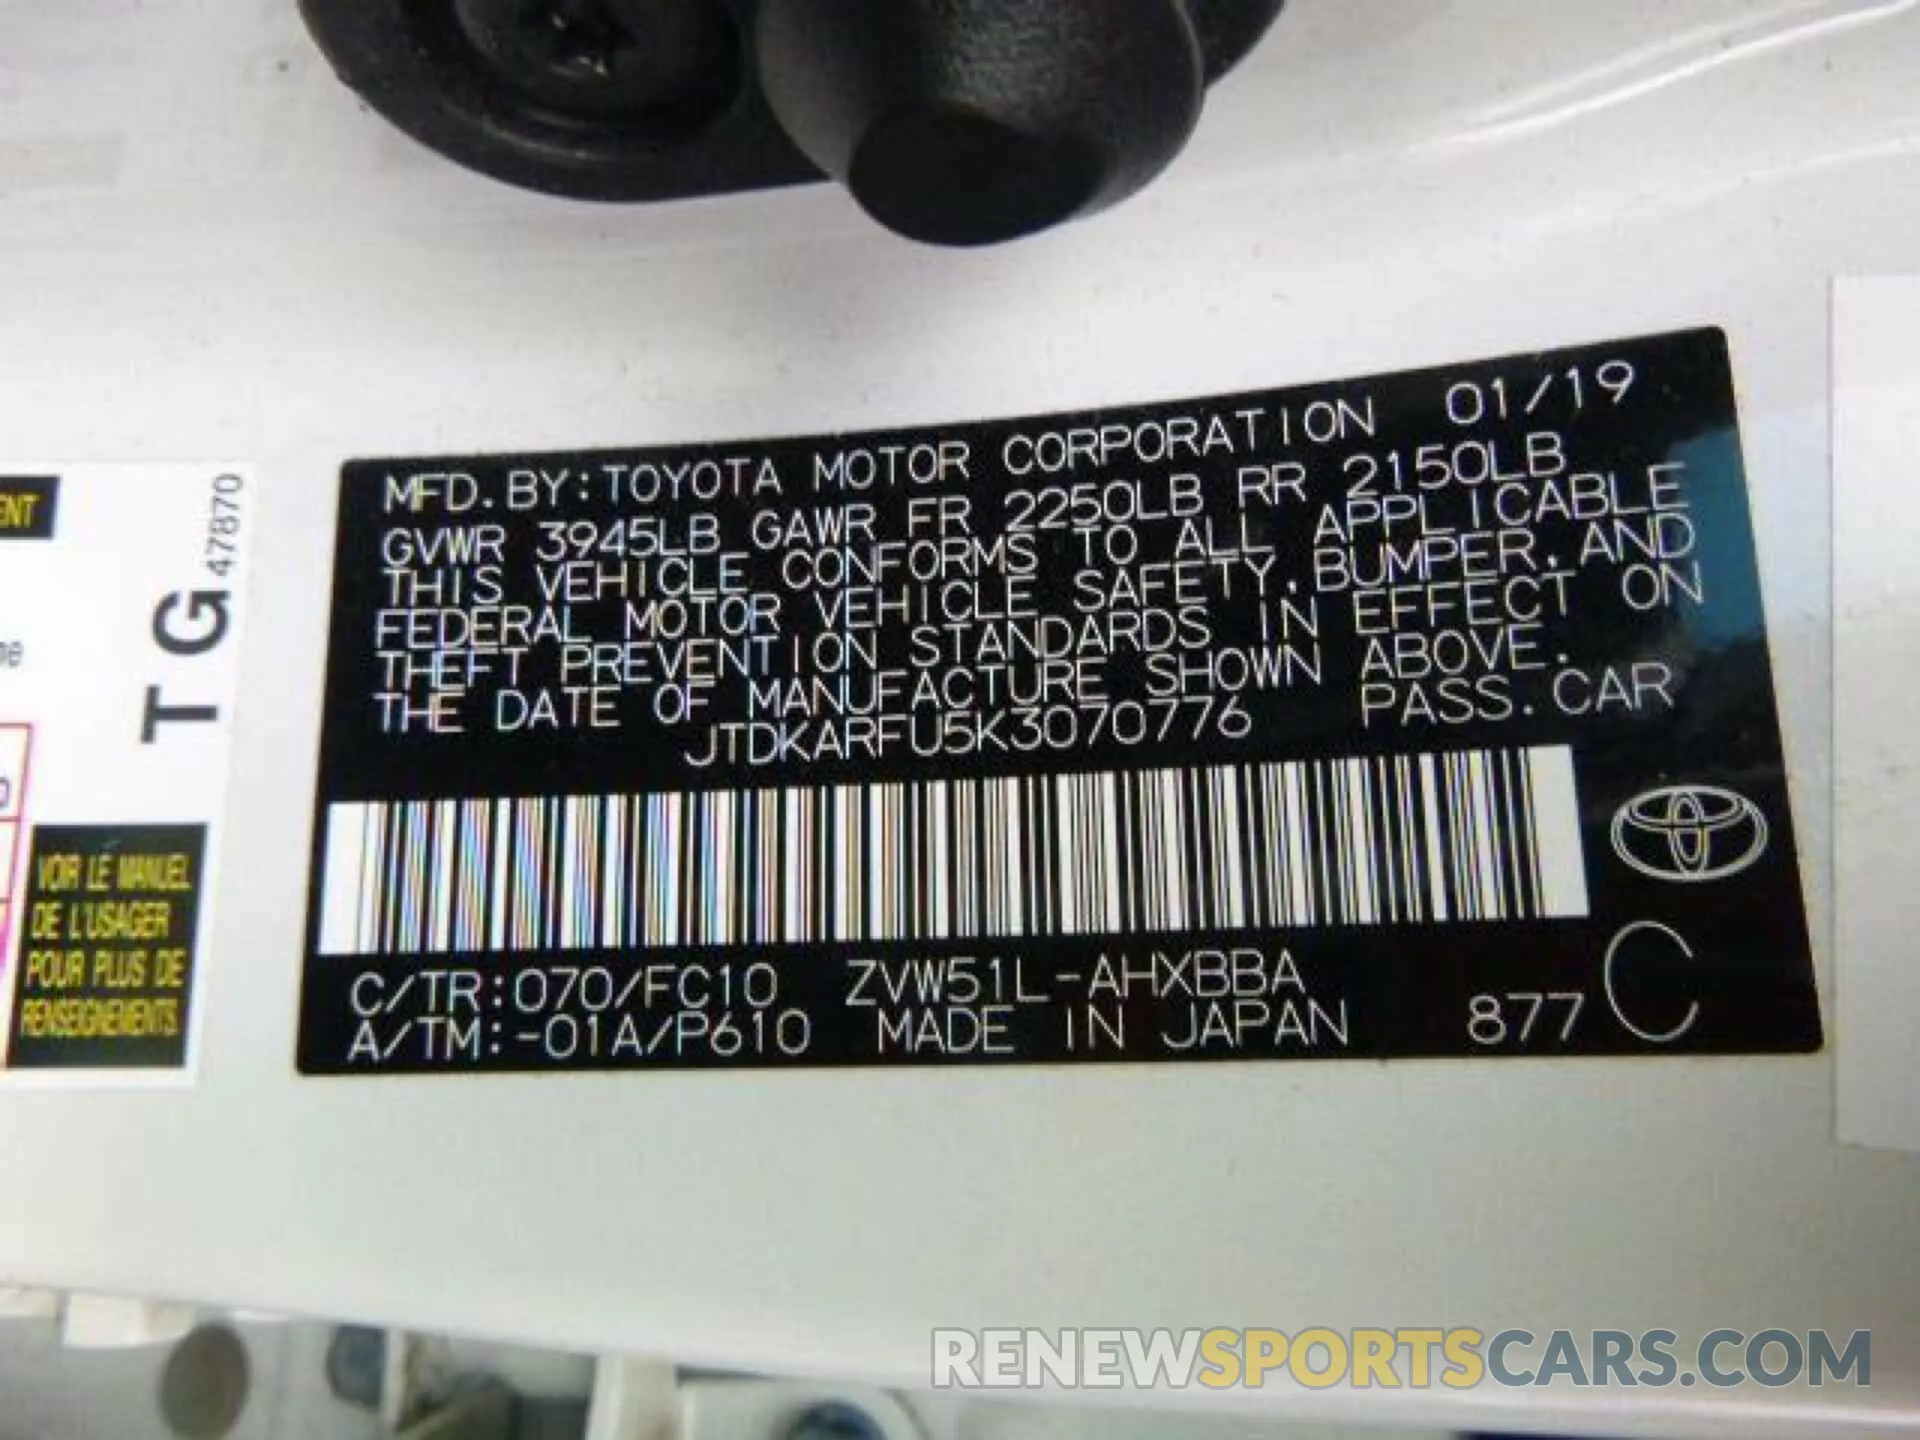 MFD.BY:TOYOTA MOTOR CORPORATION 01/19
GVWR 3945LB GAWR FR 2250LB RR 2150LB
THIS VEHICLE CONFORMS TO ALL APPLICABLE
FEDERAL MOTOR VEHICLE SAFETY,BUMPER,AND
THEFT PREVENTION STANDARDS IN EFFECT ON
THE DATE OF MANUFACTURE SHOWN ABOVE.
JTDKARFU5K3070776 PASS.CAR
C/TR:070/FC10 ZVW51L-AHXBBA
A/TM:-01A/P610 MADE IN JAPAN 877 C
TG 47870
VOIR LE MANUEL
DE L'USAGER
POUR PLUS DE
RENSEIGNEMENTS
RENEWSPORTSCARS.COM